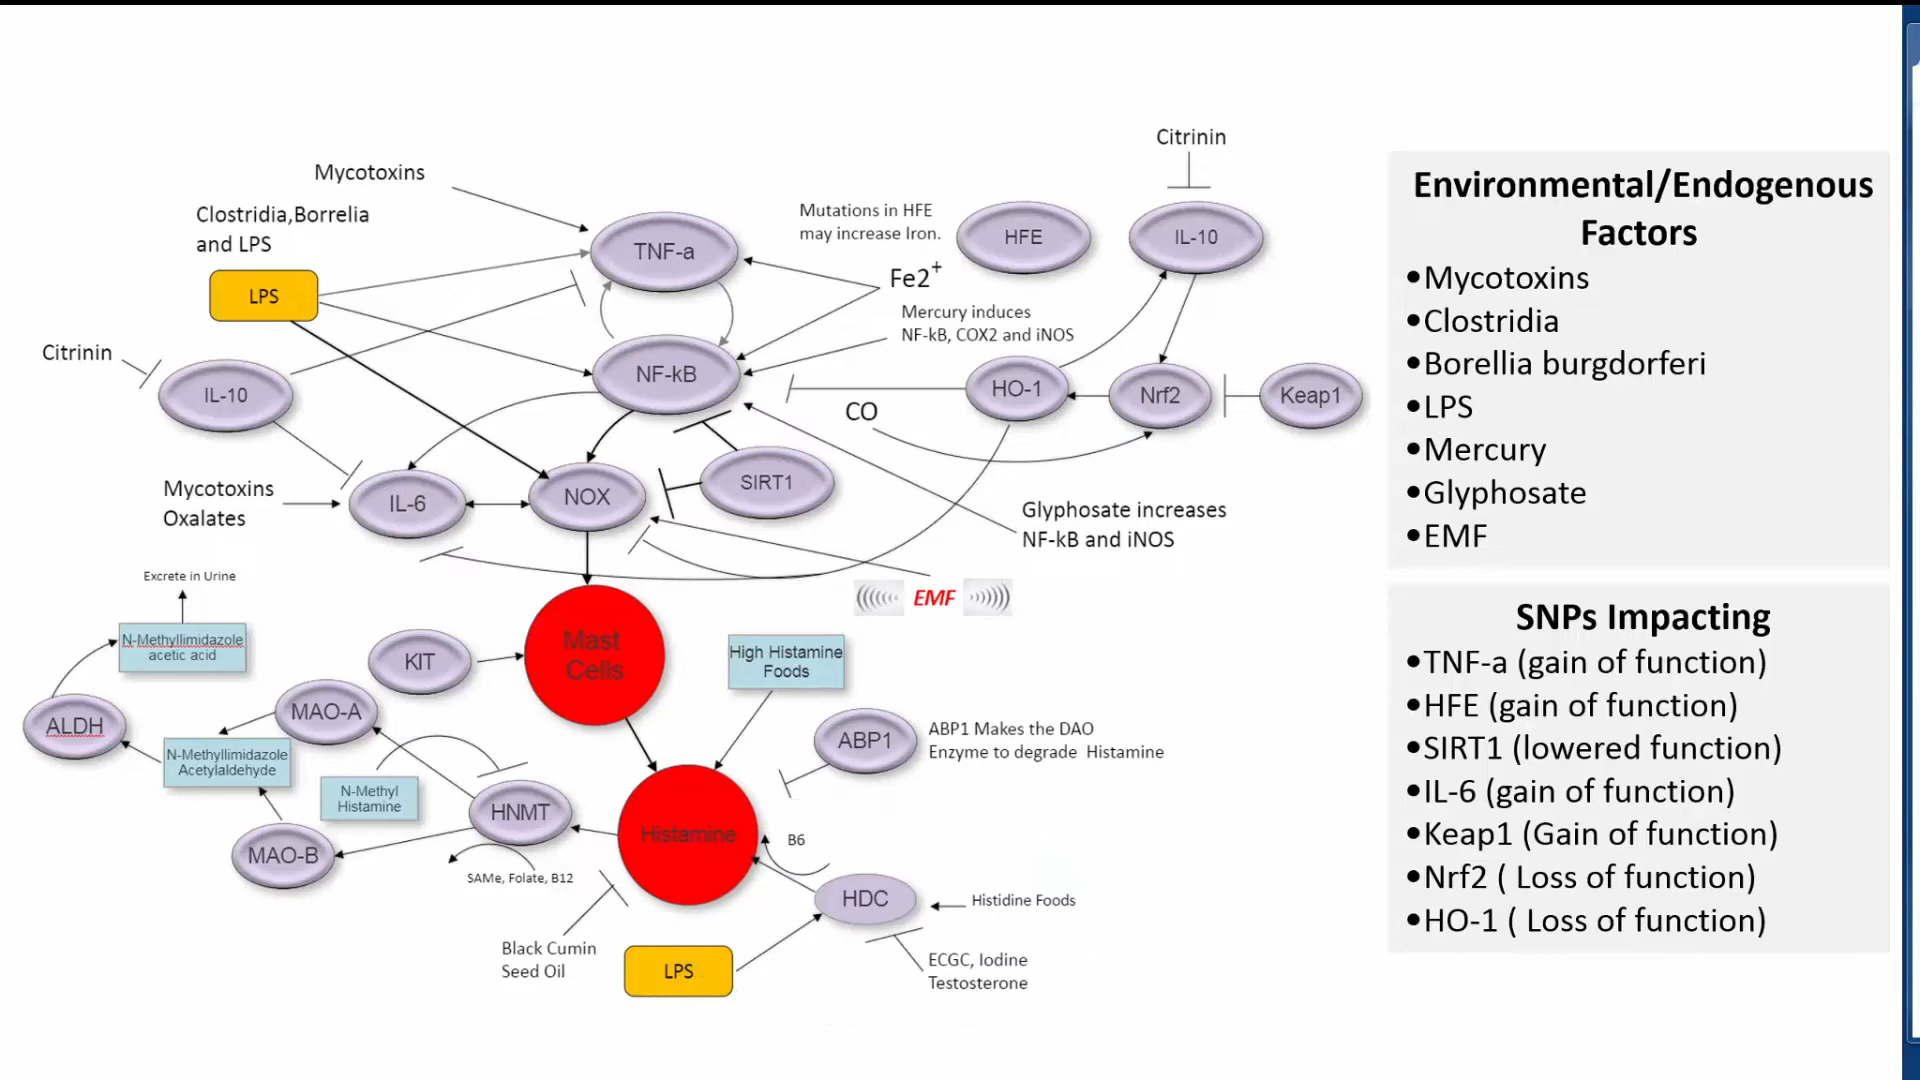 Citrinin
Mycotoxins
Clostridia,Borrelia
and LPS
LPS
TNF-a
Mutations in HFE
may increase Iron.
HFE
IL-10
Fe2+
Mercury induces
NF-kB, COX2 and iNOS
Citrinin
IL-10
NF-kB
HO-1
Nrf2
Keap1
CO
SIRT1
Mycotoxins
Oxalates
IL-6
NOX
Glyphosate increases
NF-kB and iNOS
EMF
Excrete in Urine
N-Methyllimidazole
acetic acid
KIT
Mast
Cells
High Histamine
Foods
ALDH
MAO-A
N-Methyllimidazole
Acetylaldehyde
N-Methyl
Histamine
ABP1
ABP1 Makes the DAO
Enzyme to degrade Histamine
HNMT
Histamine
B6
MAO-B
SAMe, Folate, B12
HDC
Histidine Foods
Black Cumin
Seed Oil
LPS
ECGC, Iodine
Testosterone
Environmental/Endogenous
Factors
•Mycotoxins
•Clostridia
•Borellia burgdorferi
•LPS
•Mercury
•Glyphosate
•EMF
SNPs Impacting
•TNF-a (gain of function)
•HFE (gain of function)
•SIRT1 (lowered function)
•IL-6 (gain of function)
•Keap1 (Gain of function)
•Nrf2 ( Loss of function)
•HO-1 ( Loss of function)